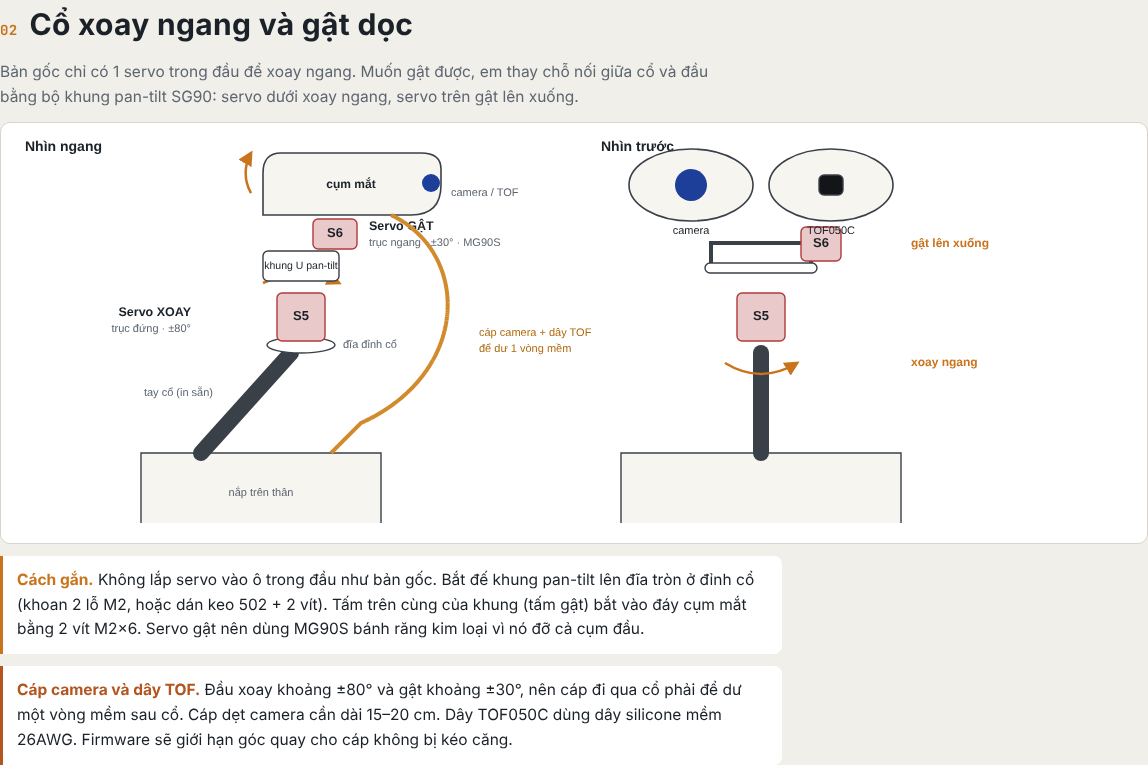 02 Cổ xoay ngang và gật dọc
Bản gốc chỉ có 1 servo trong đầu để xoay ngang. Muốn gật được, em thay chỗ nối giữa cổ và đầu
bằng bộ khung pan-tilt SG90: servo dưới xoay ngang, servo trên gật lên xuống.
Nhìn ngang
cụm mắt
camera / TOF
S6
Servo GẬT
trục ngang · ±30° · MG90S
khung U pan-tilt
Servo XOAY
trục đứng · ±80°
S5
đĩa đỉnh cổ
cáp camera + dây TOF
để dư 1 vòng mềm
tay cổ (in sẵn)
nắp trên thân
Nhìn trước
camera
TOF050C
S6
gật lên xuống
S5
xoay ngang
Cách gắn. Không lắp servo vào ô trong đầu như bản gốc. Bắt đế khung pan-tilt lên đĩa tròn ở đỉnh cổ
(khoan 2 lỗ M2, hoặc dán keo 502 + 2 vít). Tấm trên cùng của khung (tấm gật) bắt vào đáy cụm mắt
bằng 2 vít M2×6. Servo gật nên dùng MG90S bánh răng kim loại vì nó đỡ cả cụm đầu.
Cáp camera và dây TOF. Đầu xoay khoảng ±80° và gật khoảng ±30°, nên cáp đi qua cổ phải để dư
một vòng mềm sau cổ. Cáp dẹt camera cần dài 15–20 cm. Dây TOF050C dùng dây silicone mềm
26AWG. Firmware sẽ giới hạn góc quay cho cáp không bị kéo căng.